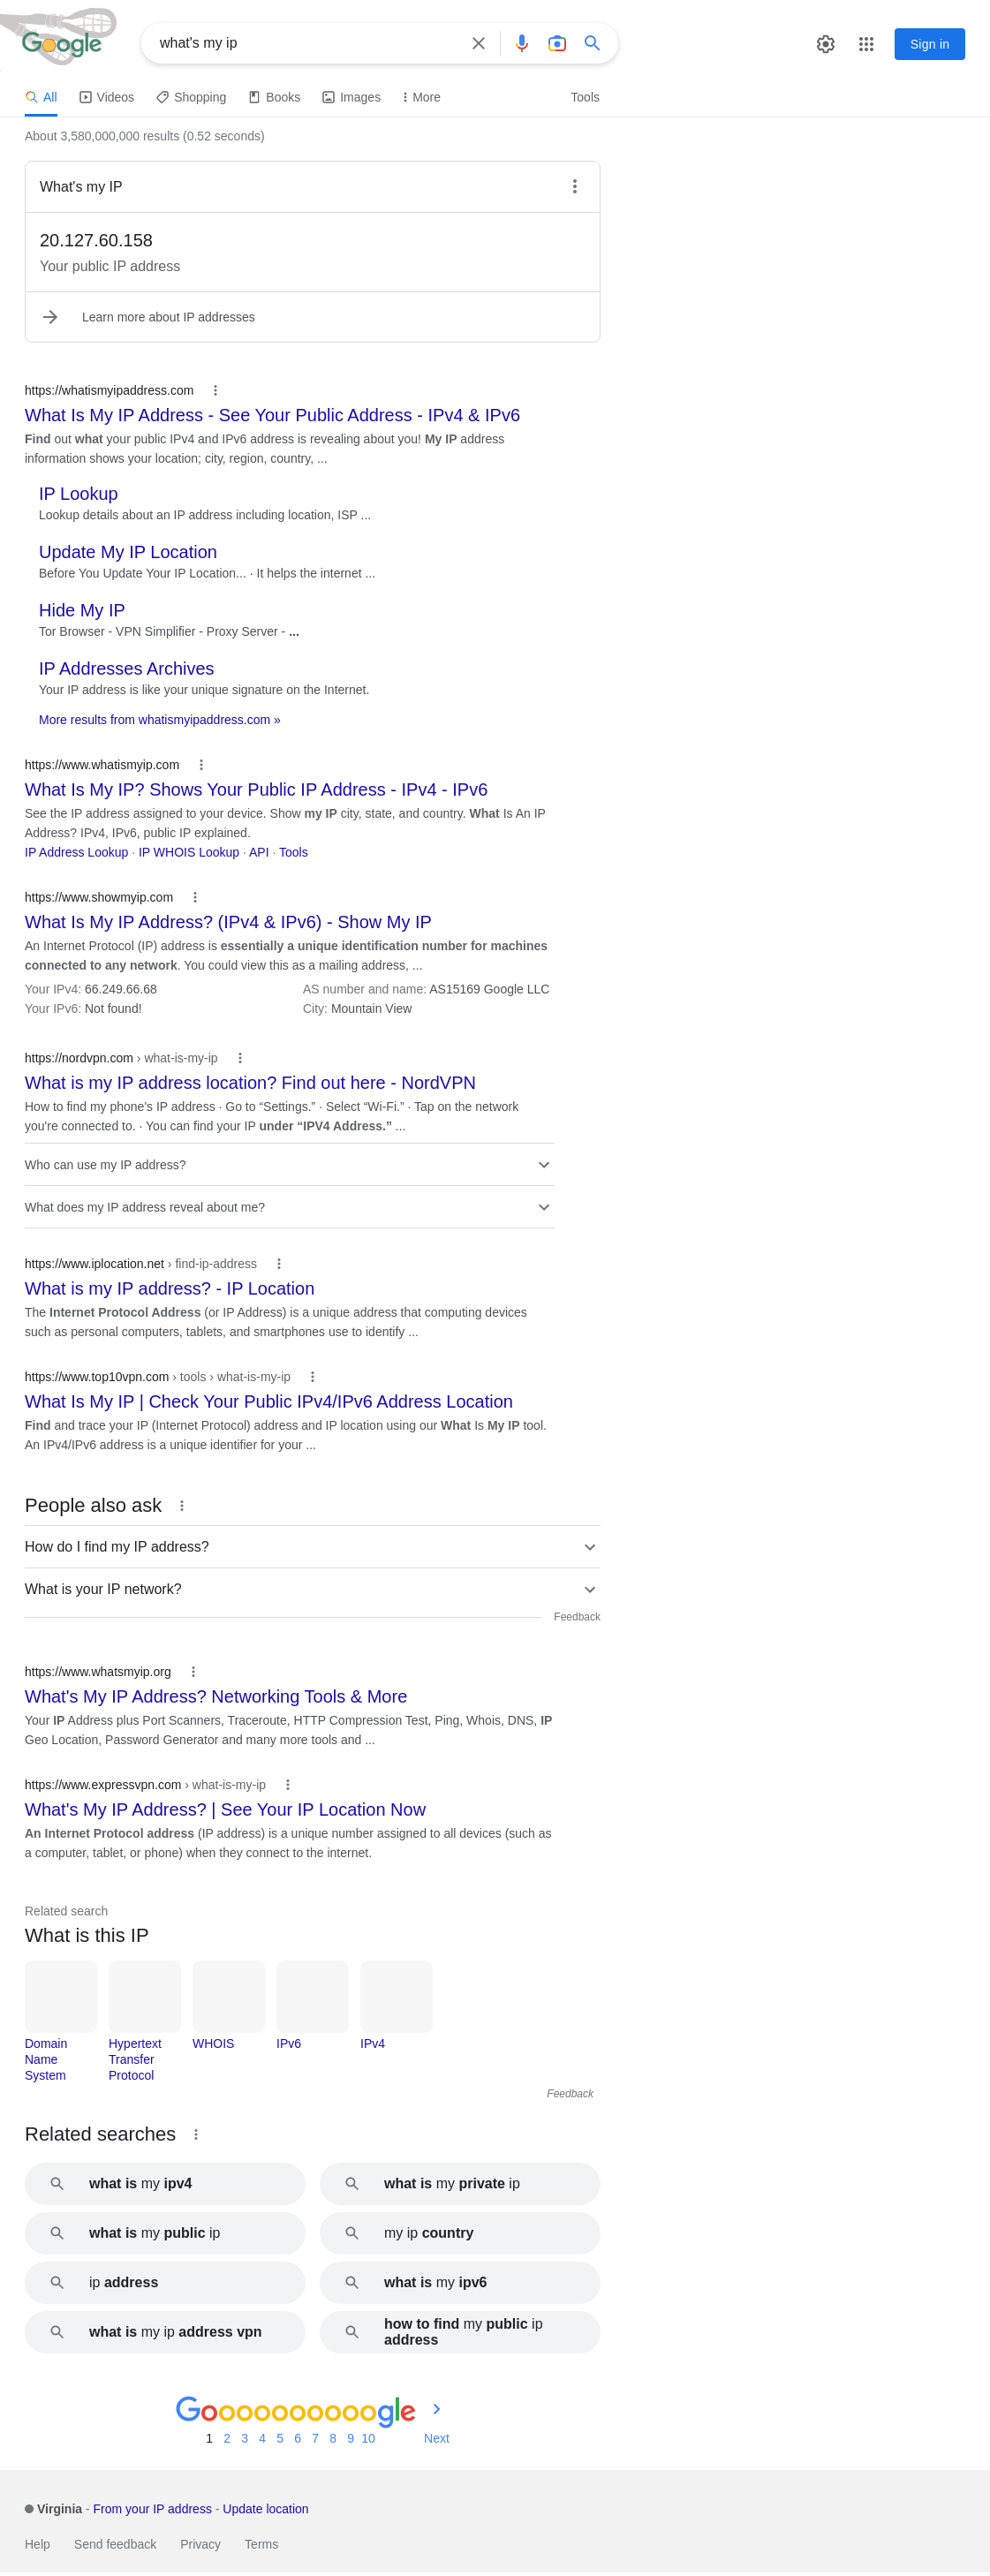 Google
what's my ip
Sign in
All
Videos
Shopping
Books
Images
More
Tools
About 3,580,000,000 results (0.52 seconds)
What's my IP
20.127.60.158
Your public IP address
Learn more about IP addresses
https://whatismyipaddress.com
What Is My IP Address - See Your Public Address - IPv4 & IPv6
Find out what your public IPv4 and IPv6 address is revealing about you! My IP address
information shows your location; city, region, country, ...
IP Lookup
Lookup details about an IP address including location, ISP ...
Update My IP Location
Before You Update Your IP Location... · It helps the internet ...
Hide My IP
Tor Browser - VPN Simplifier - Proxy Server - ...
IP Addresses Archives
Your IP address is like your unique signature on the Internet.
More results from whatismyipaddress.com »
https://www.whatismyip.com
What Is My IP? Shows Your Public IP Address - IPv4 - IPv6
See the IP address assigned to your device. Show my IP city, state, and country. What Is An IP
Address? IPv4, IPv6, public IP explained.
IP Address Lookup · IP WHOIS Lookup · API · Tools
https://www.showmyip.com
What Is My IP Address? (IPv4 & IPv6) - Show My IP
An Internet Protocol (IP) address is essentially a unique identification number for machines
connected to any network. You could view this as a mailing address, ...
Your IPv4: 66.249.66.68
AS number and name: AS15169 Google LLC
Your IPv6: Not found!
City: Mountain View
https://nordvpn.com › what-is-my-ip
What is my IP address location? Find out here - NordVPN
How to find my phone's IP address · Go to “Settings.” · Select “Wi-Fi.” · Tap on the network
you're connected to. · You can find your IP under “IPV4 Address.” ...
Who can use my IP address?
What does my IP address reveal about me?
https://www.iplocation.net › find-ip-address
What is my IP address? - IP Location
The Internet Protocol Address (or IP Address) is a unique address that computing devices
such as personal computers, tablets, and smartphones use to identify ...
https://www.top10vpn.com › tools › what-is-my-ip
What Is My IP | Check Your Public IPv4/IPv6 Address Location
Find and trace your IP (Internet Protocol) address and IP location using our What Is My IP tool.
An IPv4/IPv6 address is a unique identifier for your ...
People also ask
How do I find my IP address?
What is your IP network?
Feedback
https://www.whatsmyip.org
What's My IP Address? Networking Tools & More
Your IP Address plus Port Scanners, Traceroute, HTTP Compression Test, Ping, Whois, DNS, IP
Geo Location, Password Generator and many more tools and ...
https://www.expressvpn.com › what-is-my-ip
What's My IP Address? | See Your IP Location Now
An Internet Protocol address (IP address) is a unique number assigned to all devices (such as
a computer, tablet, or phone) when they connect to the internet.
Related search
What is this IP
Domain
Name
System
Hypertext
Transfer
Protocol
WHOIS
IPv6
IPv4
Feedback
Related searches
what is my ipv4
what is my private ip
what is my public ip
my ip country
ip address
what is my ipv6
what is my ip address vpn
how to find my public ip
address
Goooooooooogle
1 2 3 4 5 6 7 8 9 10 Next
Virginia - From your IP address - Update location
Help
Send feedback
Privacy
Terms